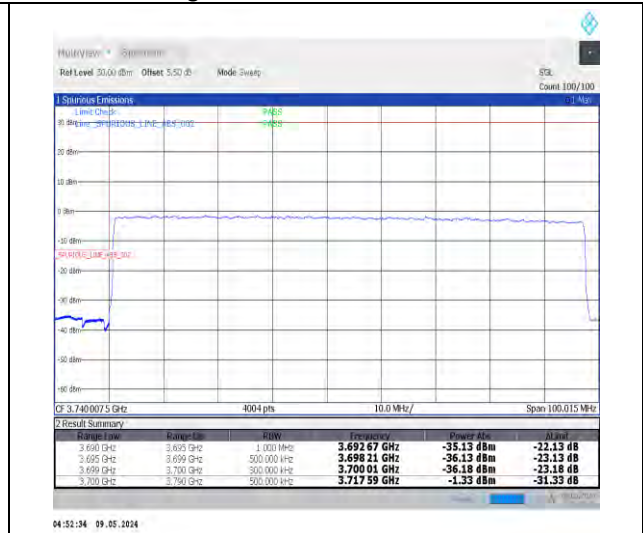 MultiView Spectrum
Ref Level 30.00 dBm Offset 5.50 dB Mode Sweep SGL
Count 100/100
1 Spurious Emissions 1 Max
Limit Check PASS
30 dBm Line _SPURIOUS_LINE_ABS_002 PASS
20 dBm
10 dBm
0 dBm
-10 dBm
_SPURIOUS_LINE_ABS_002
-20 dBm
-30 dBm
-40 dBm
-50 dBm
-60 dBm
CF 3.7400075 GHz 4004 pts 10.0 MHz/ Span 100.015 MHz
2 Result Summary
Range Low Range Up RBW Frequency Power Abs ΔLimit
3.690 GHz 3.695 GHz 1.000 MHz 3.692 67 GHz -35.13 dBm -22.13 dB
3.695 GHz 3.699 GHz 500.000 kHz 3.698 21 GHz -36.13 dBm -23.13 dB
3.699 GHz 3.700 GHz 300.000 kHz 3.700 01 GHz -36.18 dBm -23.18 dB
3.700 GHz 3.790 GHz 500.000 kHz 3.717 59 GHz -1.33 dBm -31.33 dB
04:52:34 09.05.2024